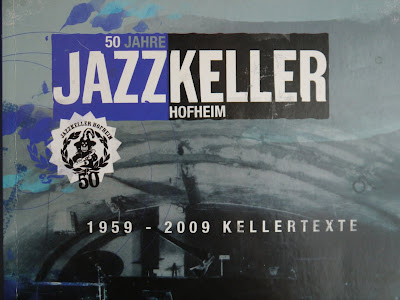 50 JAHRE
JAZZKELLER
HOFHEIM
JAZZKELLER HOFHEIM
50
1959 - 2009 KELLERTEXTE